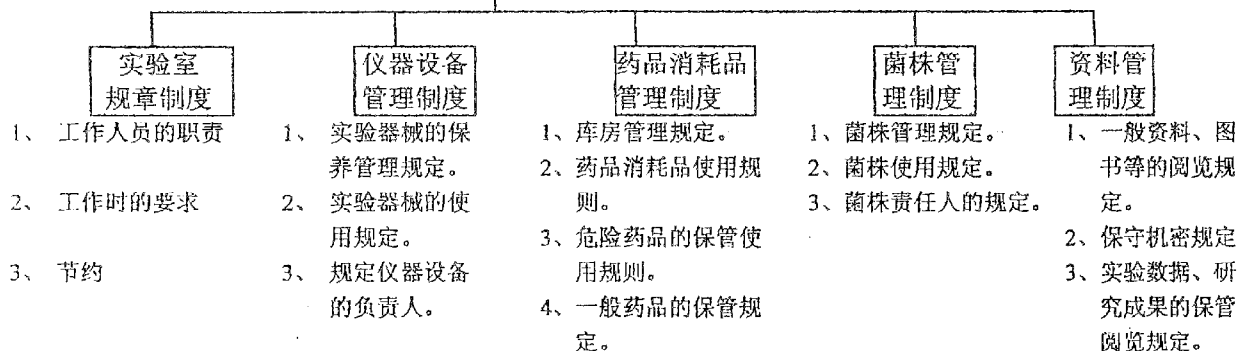 实验室
规章制度
1、 工作人员的职责
2、 工作时的要求
3、 节约
仪器设备
管理制度
1、 实验器械的保
养管理规定。
2、 实验器械的使
用规定。
3、 规定仪器设备
的负责人。
药品消耗品
管理制度
1、库房管理规定。
2、药品消耗品使用规
则。
3、危险药品的保管使
用规则。
4、一般药品的保管规
定。
菌株管
理制度
1、菌株管理规定。
2、菌株使用规定。
3、菌株责任人的规定。
资料管
理制度
1、一般资料、图
书等的阅览规
定。
2、保守机密规定
3、实验数据、研
究成果的保管
阅览规定。